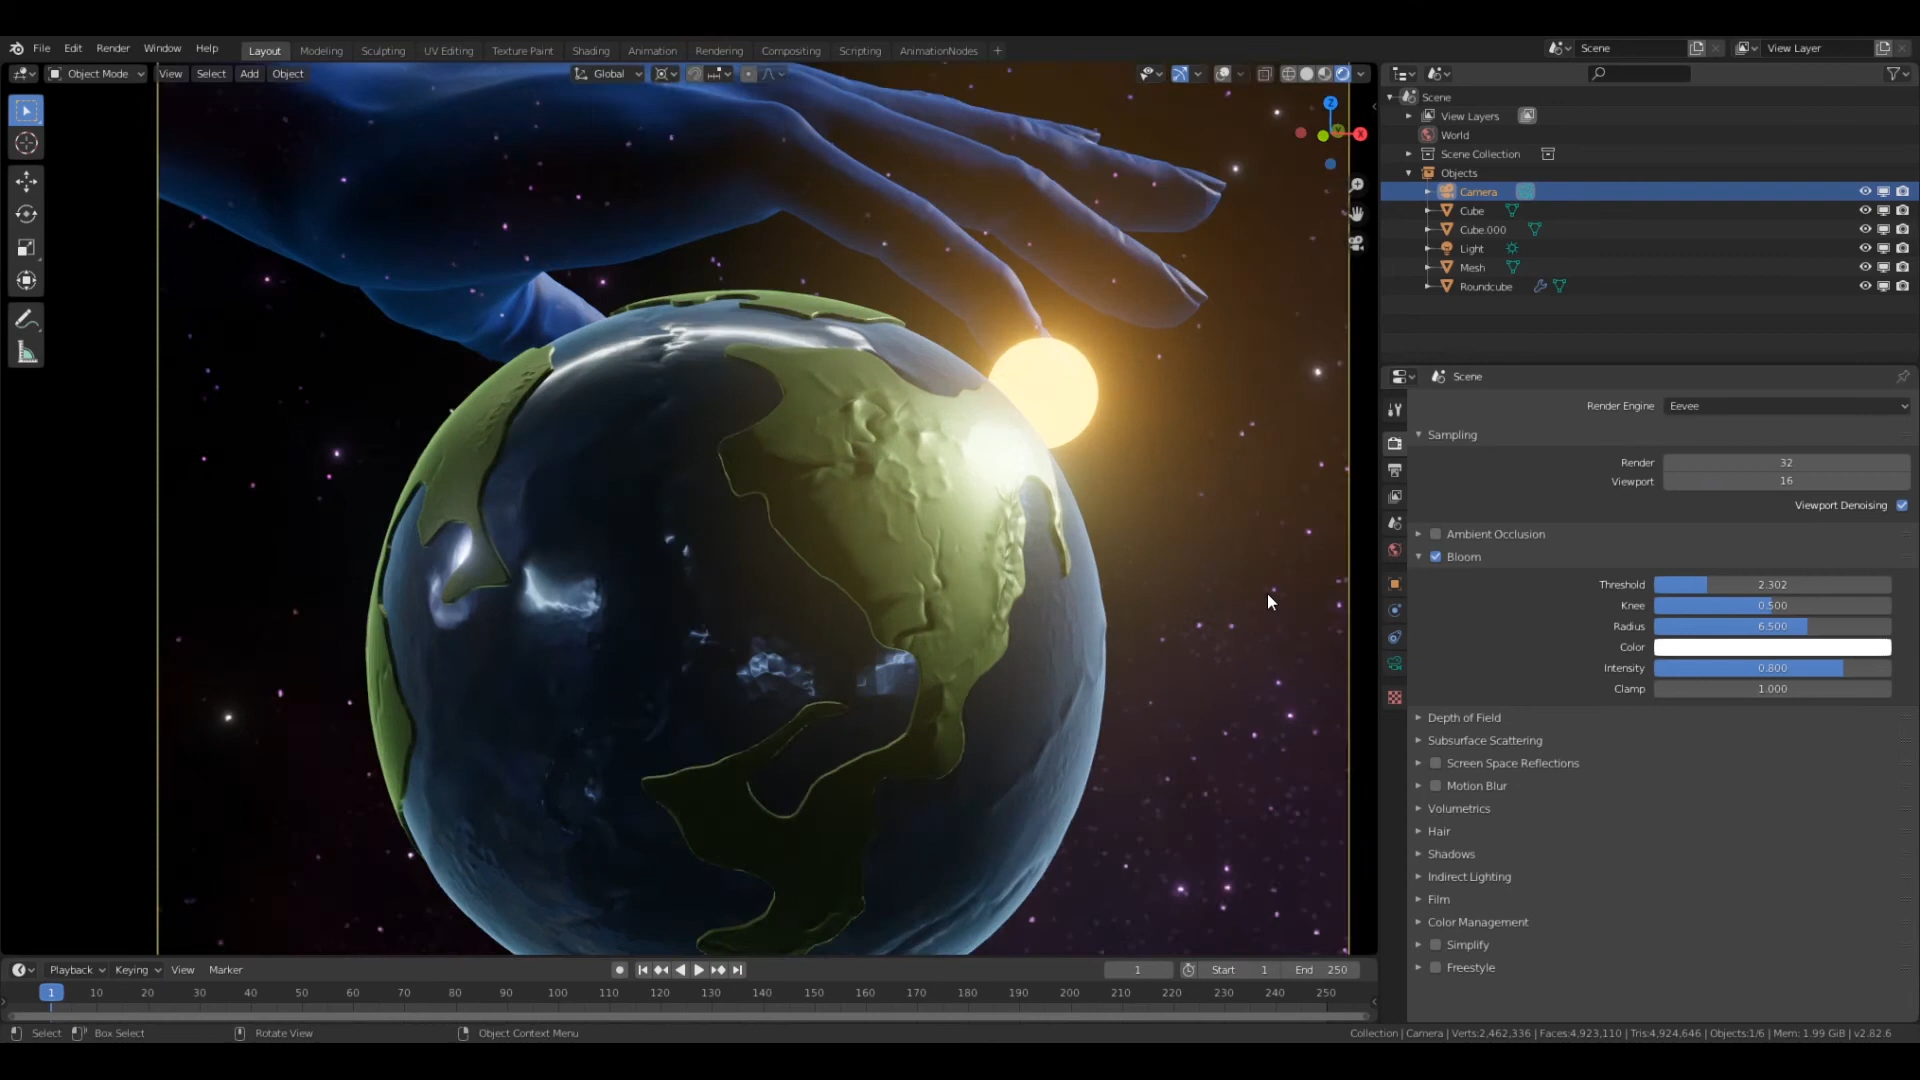 File Edit Render Window Help Layout Modeling Sculpting UV Editing Texture Paint Shading Animation Rendering Compositing Scripting AnimationNodes + Scene View Layer
Object Mode View Select Add Object Global
Z
X
Scene
View Layers
World
Scene Collection
Objects
Camera
Cube
Cube.000
Light
Mesh
Roundcube
Scene
Render Engine Eevee
Sampling
Render 32
Viewport 16
Viewport Denoising
Ambient Occlusion
Bloom
Threshold 2.302
Knee 0.500
Radius 6.500
Color
Intensity 0.800
Clamp 1.000
Depth of Field
Subsurface Scattering
Screen Space Reflections
Motion Blur
Volumetrics
Hair
Shadows
Indirect Lighting
Film
Color Management
Simplify
Freestyle
Playback Keying View Marker 1 Start 1 End 250
1 10 20 30 40 50 60 70 80 90 100 110 120 130 140 150 160 170 180 190 200 210 220 230 240 250
Select Box Select Rotate View Object Context Menu Collection | Camera | Verts:2,462,336 | Faces:4,923,110 | Tris:4,924,646 | Objects:1/6 | Mem: 1.99 GiB | v2.82.6